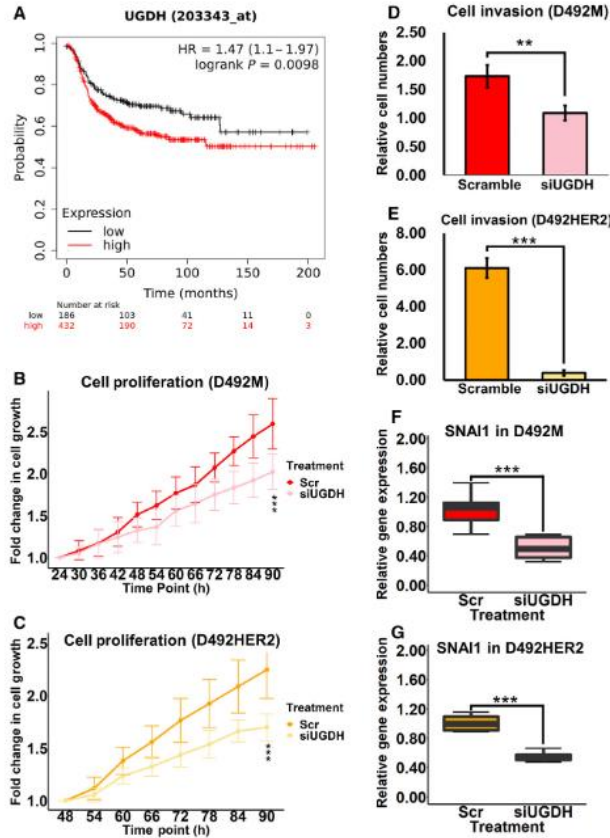 A
UGDH (203343_at)
HR = 1.47 (1.1−1.97)
logrank P = 0.0098
Probability
1.0
0.8
0.6
0.4
0.2
0.0
Expression
low
high
0 50 100 150 200
Time (months)
Number at risk
low 186 103 41 11 0
high 432 190 72 14 3
B
Cell proliferation (D492M)
Fold change in cell growth
2.5
2.0
1.5
1.0
Treatment
Scr
siUGDH
***
24 30 36 42 48 54 60 66 72 78 84 90
Time Point (h)
C
Cell proliferation (D492HER2)
Fold change in cell growth
2.5
2.0
1.5
1.0
Treatment
Scr
siUGDH
***
48 54 60 66 72 78 84 90
Time point (h)
D
Cell invasion (D492M)
Relative cell numbers
2.50
2.00
1.50
1.00
0.50
0.00
**
Scramble siUGDH
E
Cell invasion (D492HER2)
Relative cell numbers
8.00
6.00
4.00
2.00
0.00
***
Scramble siUGDH
F
SNAI1 in D492M
Relative gene expression
2.00
1.60
1.20
0.80
0.40
0.00
***
Scr siUGDH
Treatment
G
SNAI1 in D492HER2
Relative gene expression
2.00
1.60
1.20
0.80
0.40
0.00
***
Scr siUGDH
Treatment